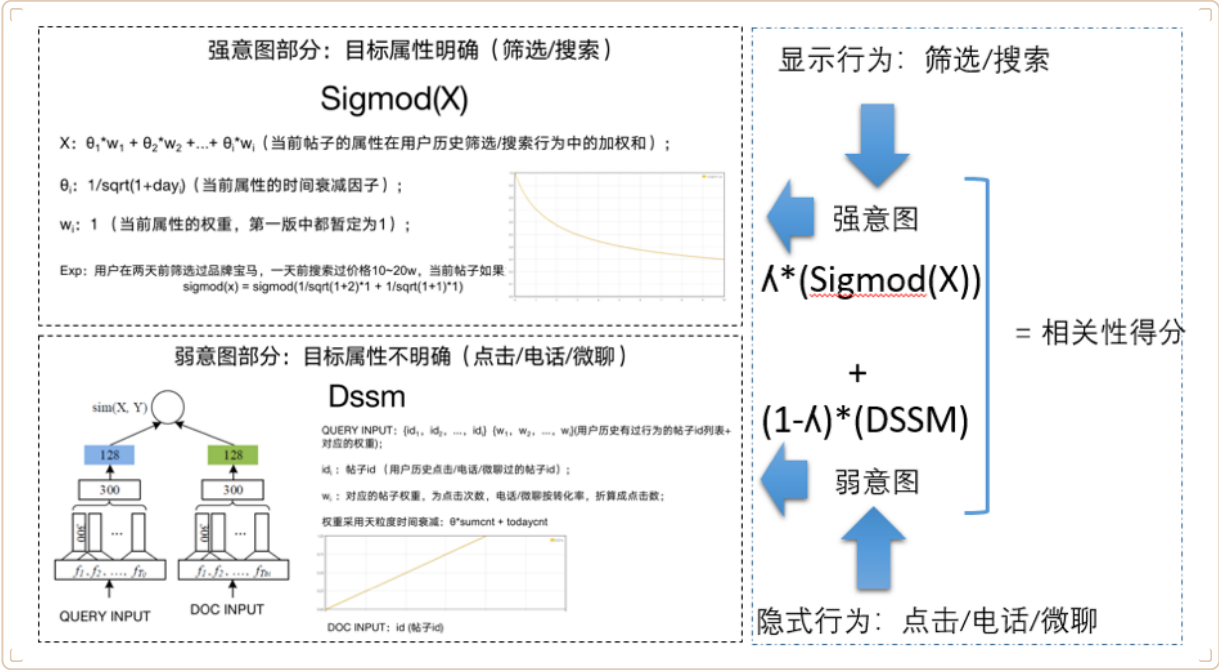 强意图部分：目标属性明确（筛选/搜索）
Sigmod(X)
X：θ₁*w₁ + θ₂*w₂ +...+ θᵢ*wᵢ（当前帖子的属性在用户历史筛选/搜索行为中的加权和）；
θᵢ：1/sqrt(1+dayᵢ)（当前属性的时间衰减因子）；
wᵢ：1 （当前属性的权重，第一版中都暂定为1）；
Exp：用户在两天前筛选过品牌宝马，一天前搜索过价格10~20w，当前帖子如果
sigmod(x) = sigmod(1/sqrt(1+2)*1 + 1/sqrt(1+1)*1)
弱意图部分：目标属性不明确（点击/电话/微聊）
Dssm
sim(X, Y)
128
128
300
300
300
...
300
...
f₁、f₂、...、f_TQ
f₁、f₂、...、f_TN
QUERY INPUT
DOC INPUT
QUERY INPUT：{id₁，id₂，...，idᵢ} {w₁，w₂，...，wᵢ}(用户历史有过行为的帖子id列表+
对应的权重)；
idᵢ ：帖子id （用户历史点击/电话/微聊过的帖子id）；
wᵢ ：对应的帖子权重，为点击次数，电话/微聊按转化率，折算成点击数；
权重采用天粒度时间衰减：θ*sumcnt + todaycnt
DOC INPUT：id (帖子id)
显示行为：筛选/搜索
强意图
ʎ*(Sigmod(X))
+
(1-ʎ)*(DSSM)
弱意图
隐式行为：点击/电话/微聊
= 相关性得分